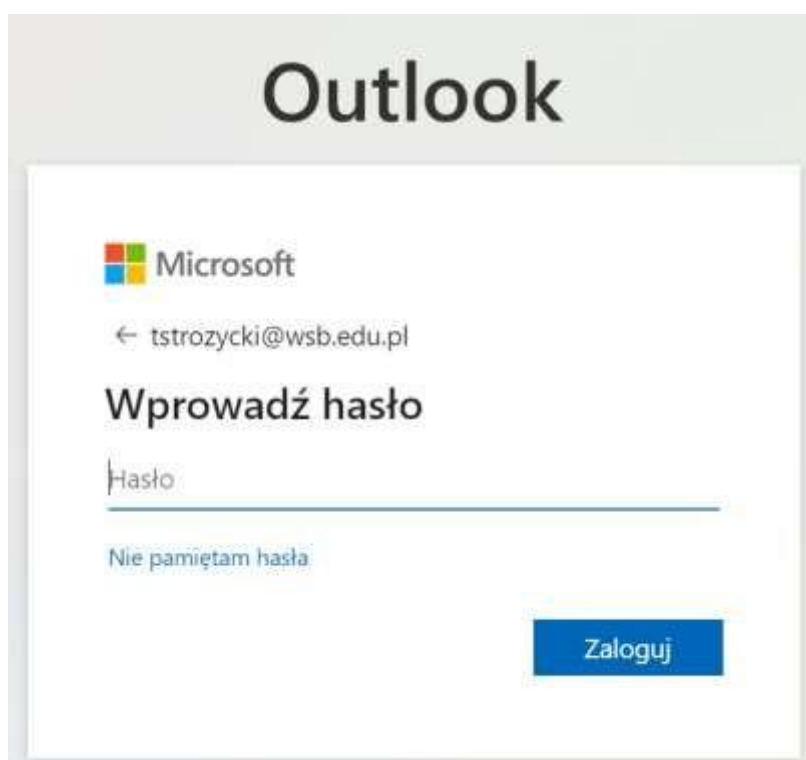 Outlook
Microsoft
← tstrozycki@wsb.edu.pl
Wprowadź hasło
Hasło
Nie pamiętam hasła
Zaloguj